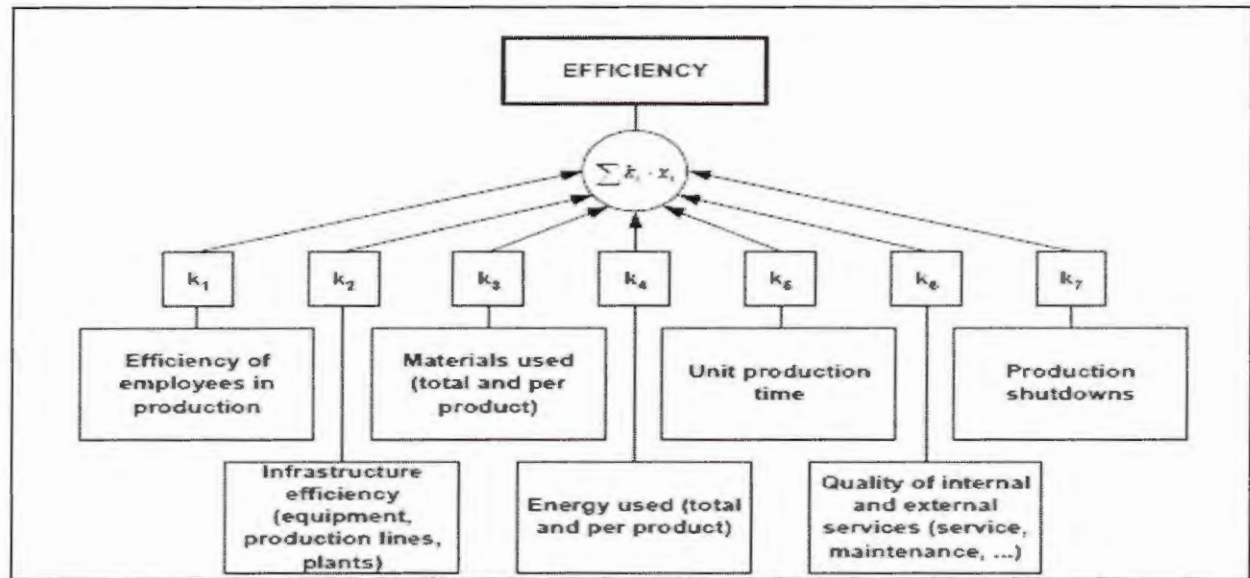 EFFICIENCY
∑ kᵢ · xᵢ
k₁ k₂ k₃ k₄ k₅ k₆ k₇
Efficiency of
employees in
production
Materials used
(total and per
product)
Unit production
time
Production
shutdowns
Infrastructure
efficiency
(equipment,
production lines,
plants)
Energy used (total
and per product)
Quality of internal
and external
services (service,
maintenance, ...)